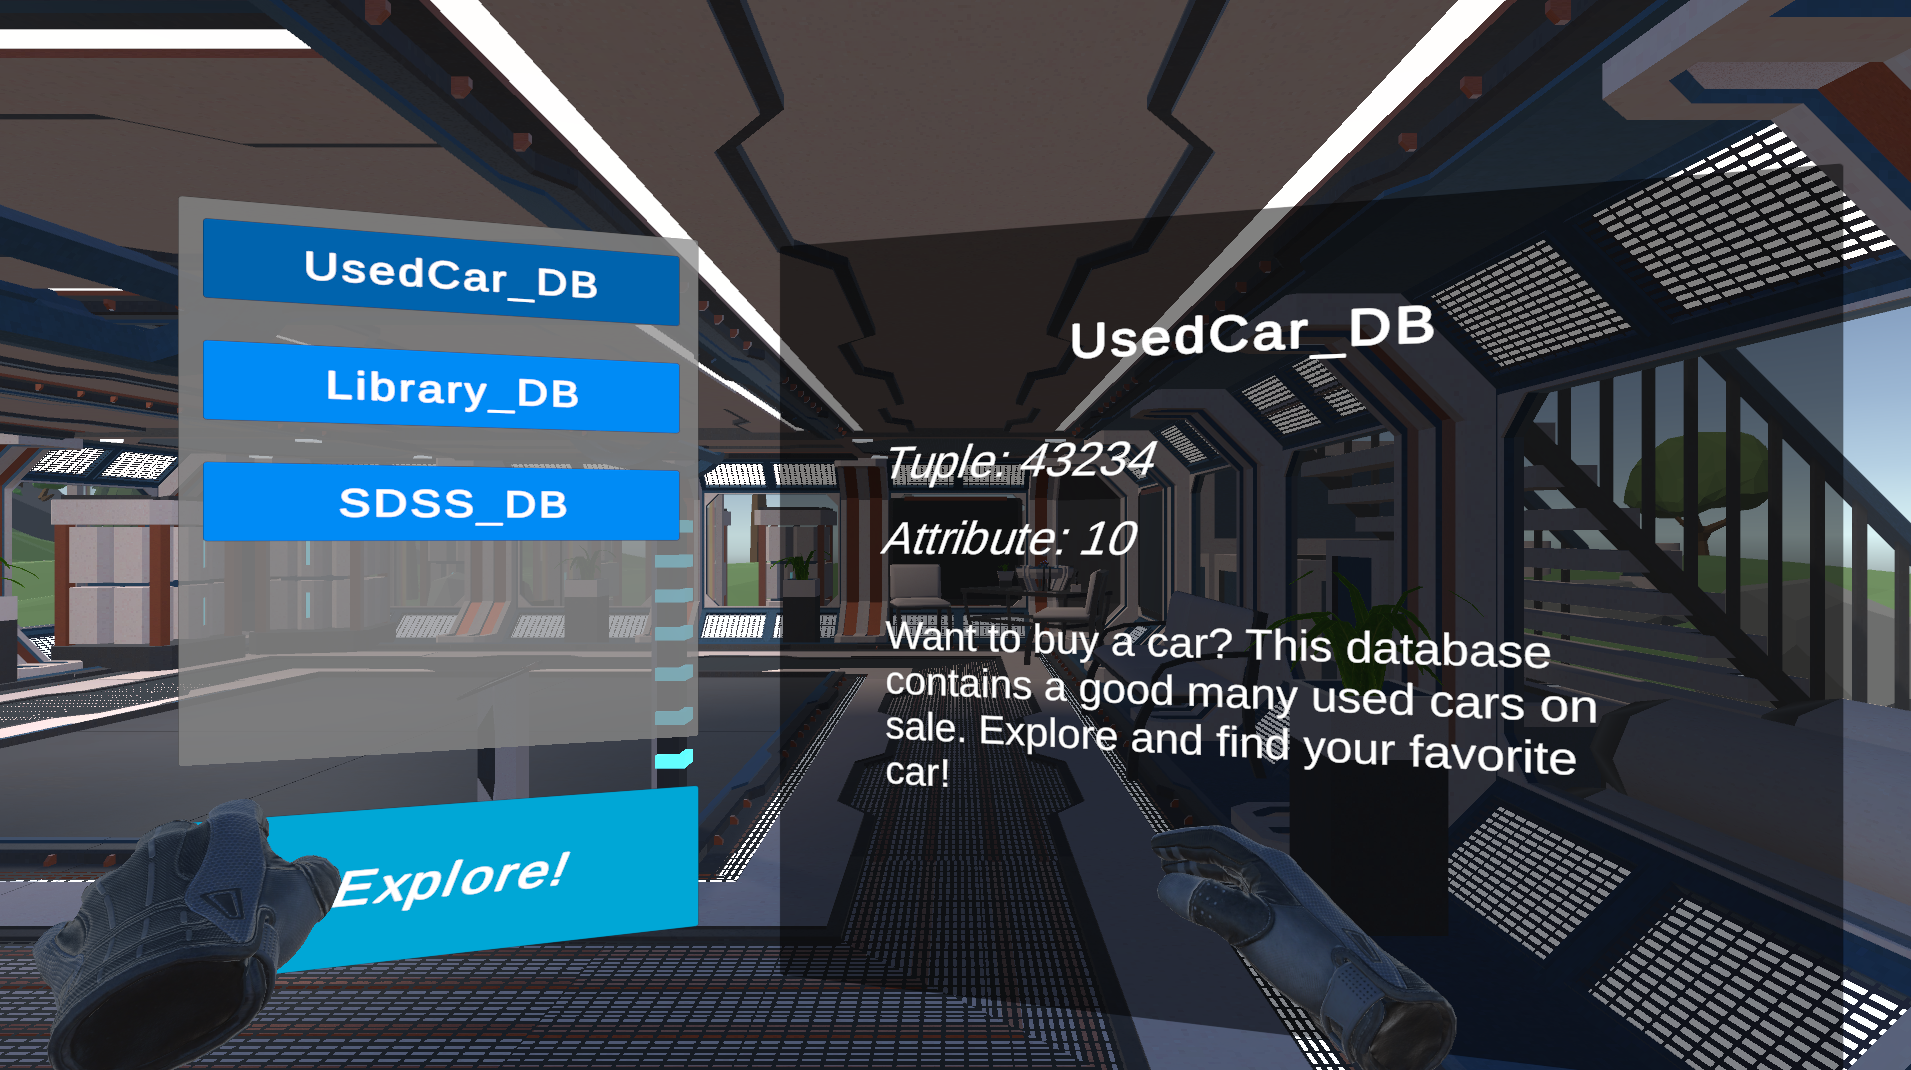 UsedCar_DB
Library_DB
SDSS_DB
Explore!
UsedCar_DB
Tuple: 43234
Attribute: 10
Want to buy a car? This database
contains a good many used cars on
sale. Explore and find your favorite
car!